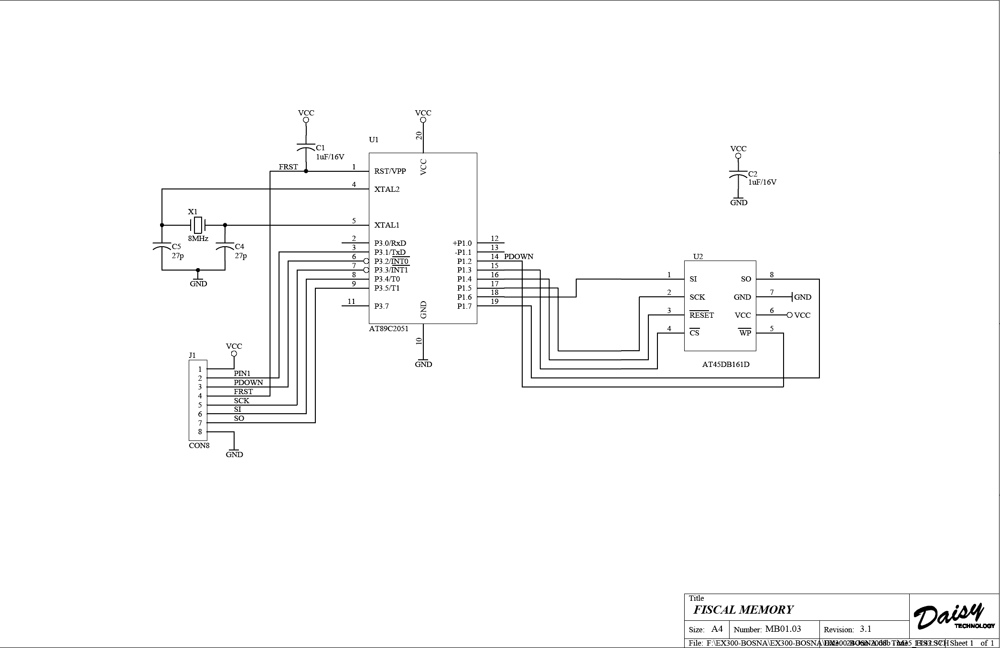 VCC
C1
1uF/16V
FRST
VCC
20
U1
VCC
1 RST/VPP
4 XTAL2
5 XTAL1
2 P3.0/RxD
3 P3.1/TxD
6 P3.2/INT0
7 P3.3/INT1
8 P3.4/T0
9 P3.5/T1
11 P3.7
+P1.0 12
-P1.1 13
P1.2 14 PDOWN
P1.3 15
P1.4 16
P1.5 17
P1.6 18
P1.7 19
GND
AT89C2051
10
GND
X1
8MHz
C5
27p
C4
27p
GND
VCC
C2
1uF/16V
GND
U2
1 SI SO 8
2 SCK GND 7 GND
3 RESET VCC 6 VCC
4 CS WP 5
AT45DB161D
VCC
J1
1
2 PIN1
3 PDOWN
4 FRST
5 SCK
6 SI
7 SO
8
CON8
GND
Title
FISCAL MEMORY
Size: A4 Number: MB01.03 Revision: 3.1
Daisy
TECHNOLOGY
File: F:\EX300-BOSNA\EX300-BOSNA\ Sheet 1 of 1